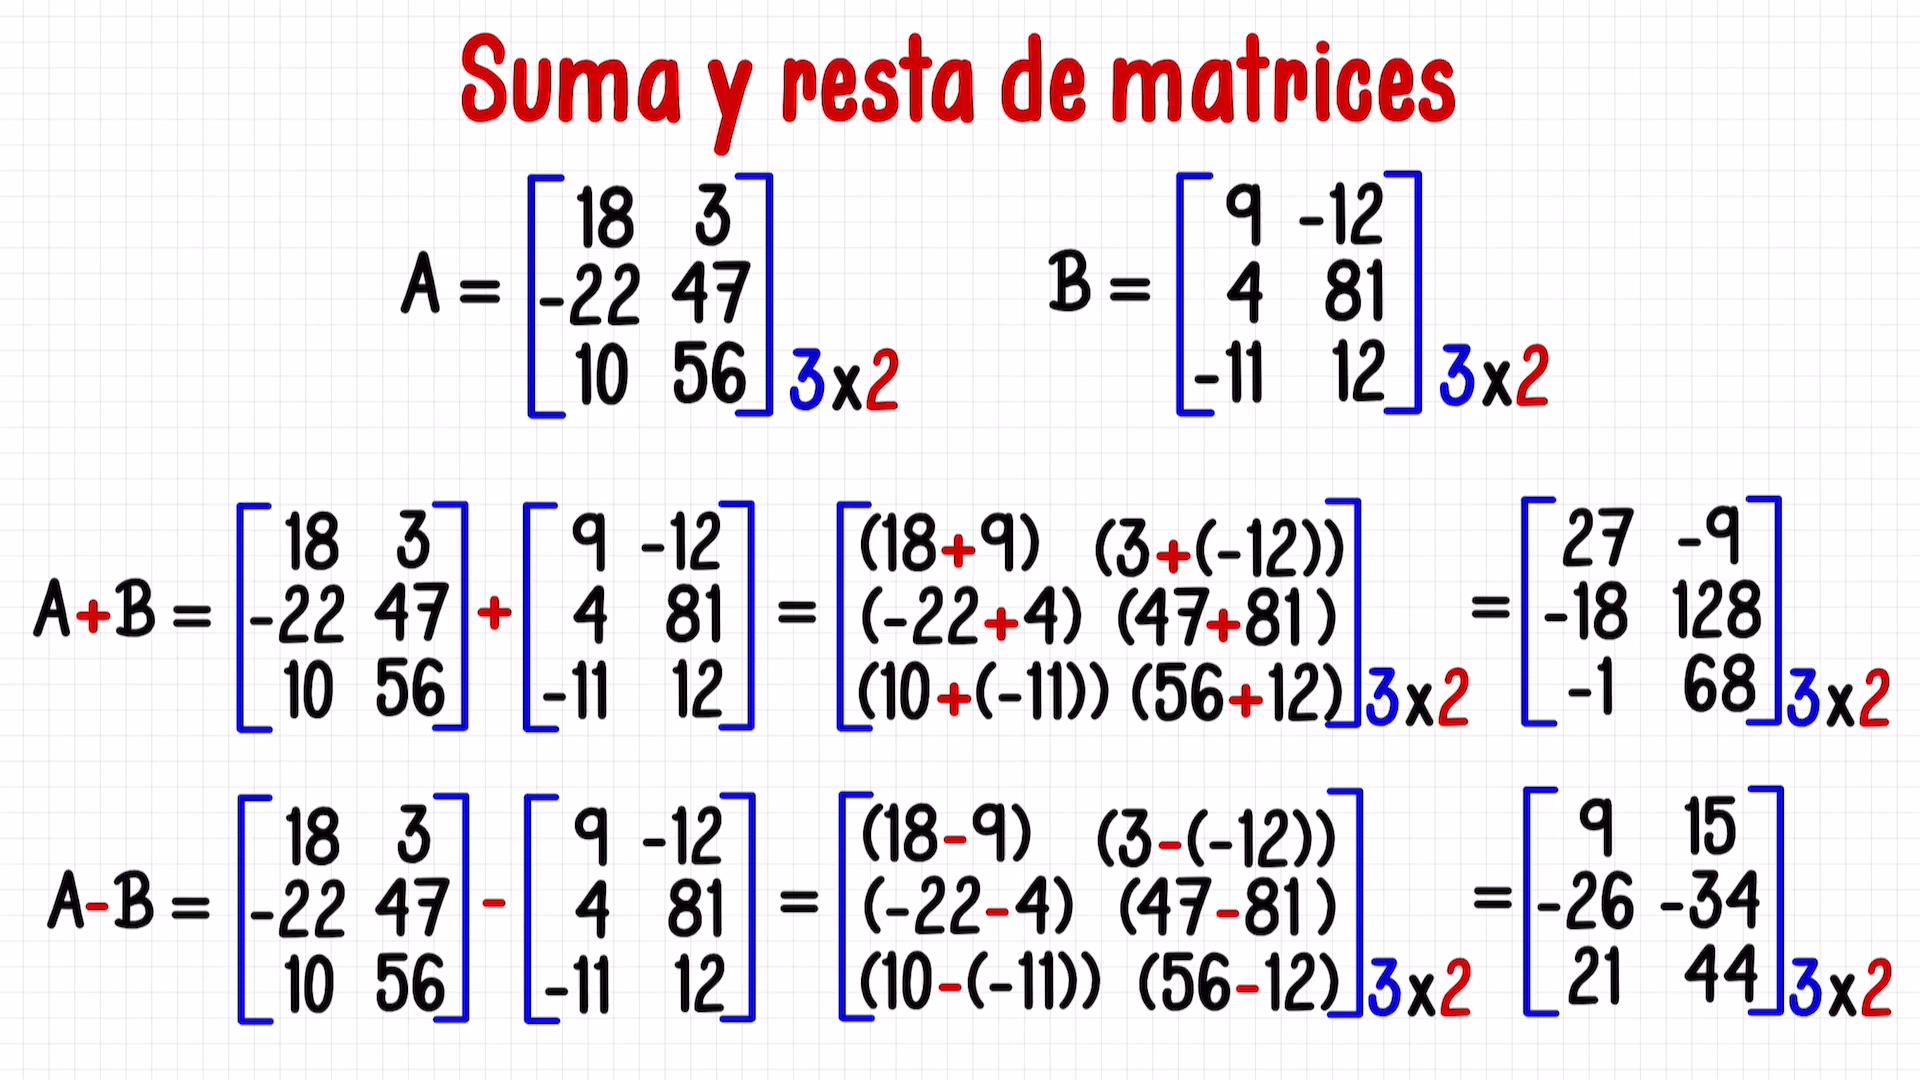 Suma y resta de matrices
A = [ 18 3 ] B = [ 9 -12 ]
-22 47 4 81
10 56 3x2 -11 12 3x2
18 3 9 -12 (18+9) (3+(-12)) 27 -9
A+B = [ -22 47 ] + [ 4 81 ] = [ (-22+4) (47+81) ] = [ -18 128 ]
10 56 -11 12 (10+(-11)) (56+12) 3x2 -1 68 3x2
18 3 9 -12 (18-9) (3-(-12)) 9 15
A-B = [ -22 47 ] - [ 4 81 ] = [ (-22-4) (47-81) ] = [ -26 -34 ]
10 56 -11 12 (10-(-11)) (56-12) 3x2 21 44 3x2